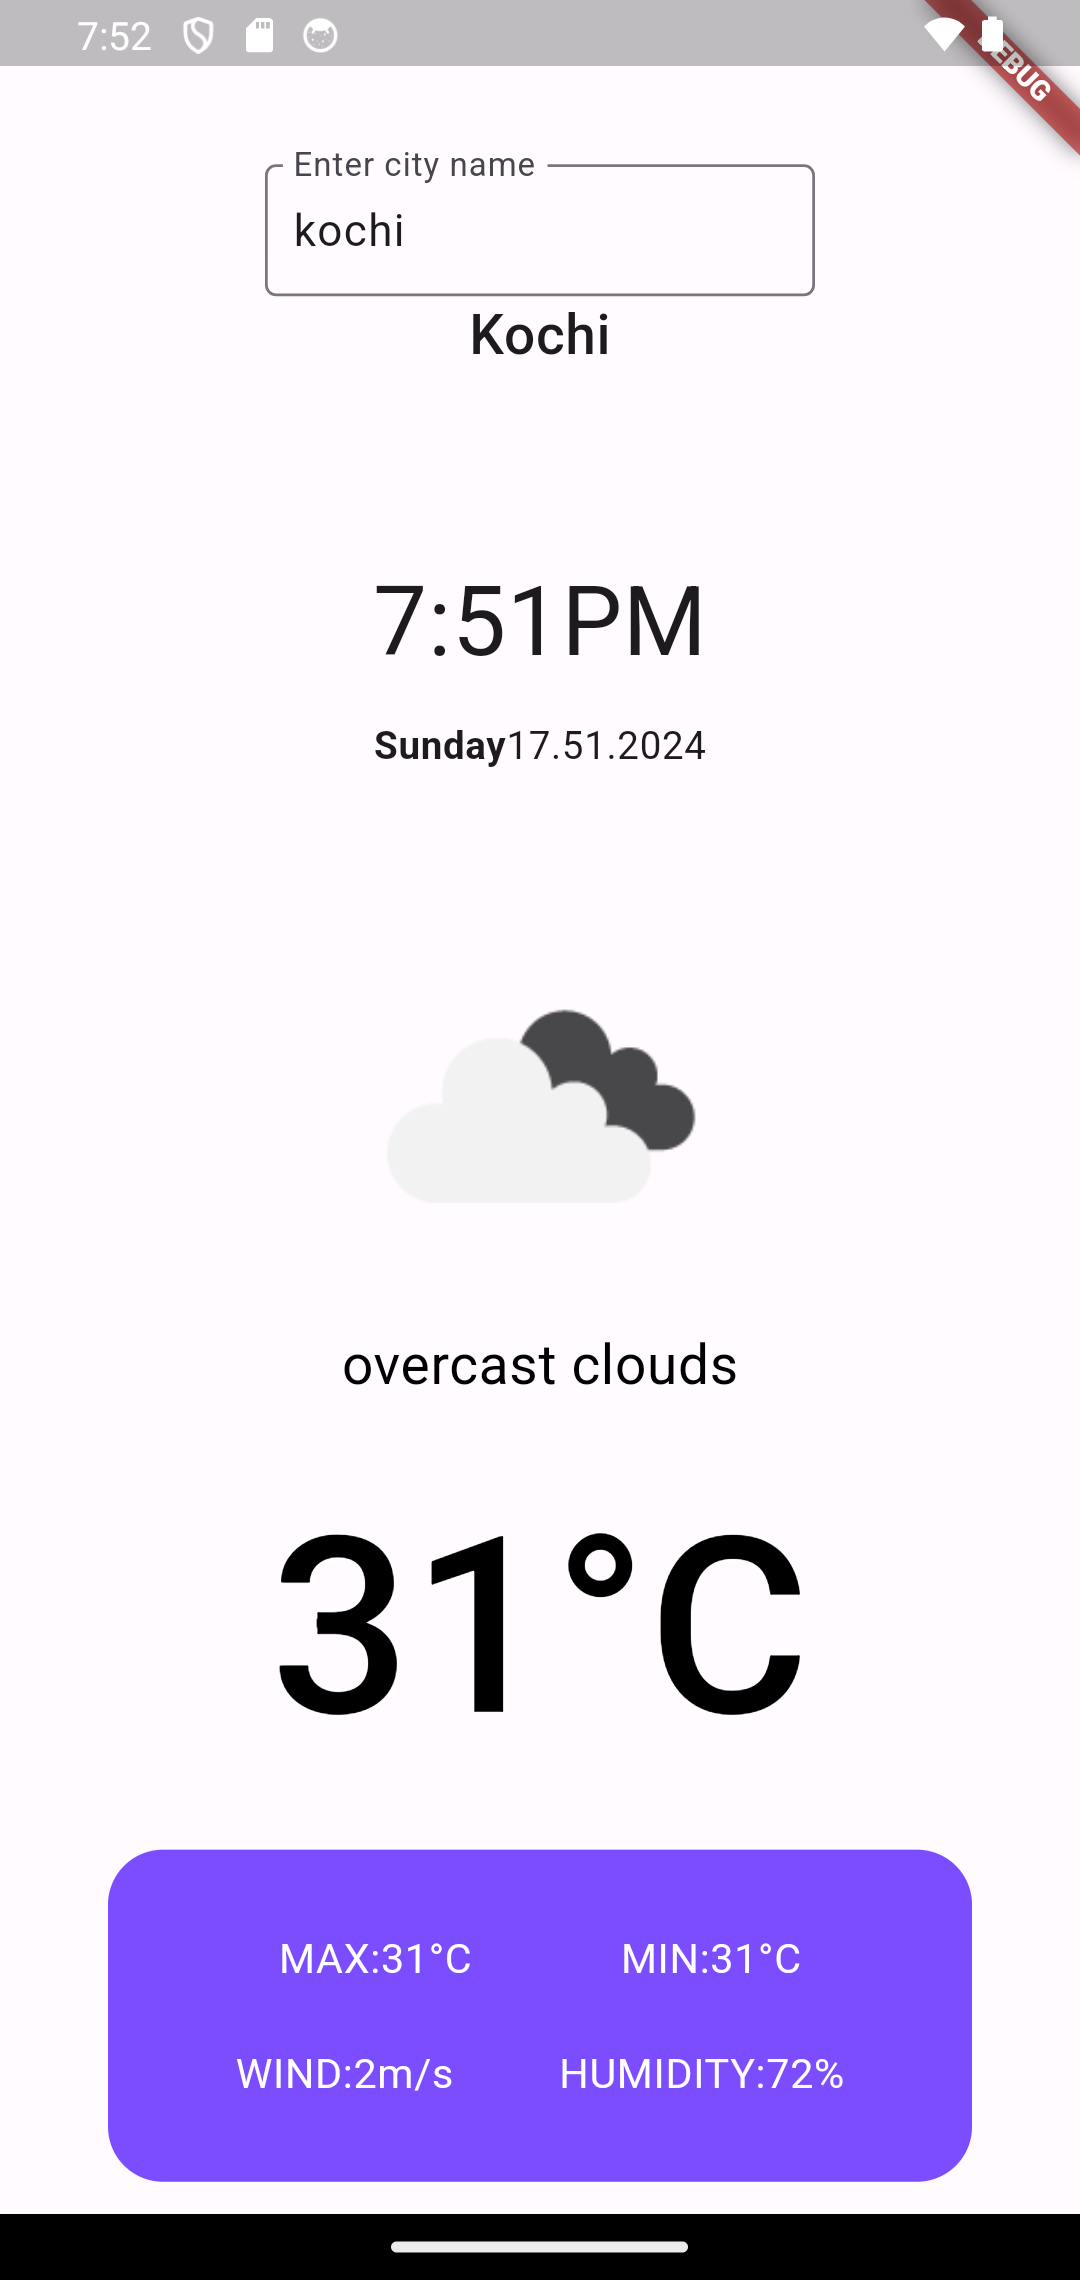 7:52
DEBUG
Enter city name
kochi
Kochi
7:51PM
Sunday17.51.2024
overcast clouds
31°C
MAX:31°C MIN:31°C
WIND:2m/s HUMIDITY:72%